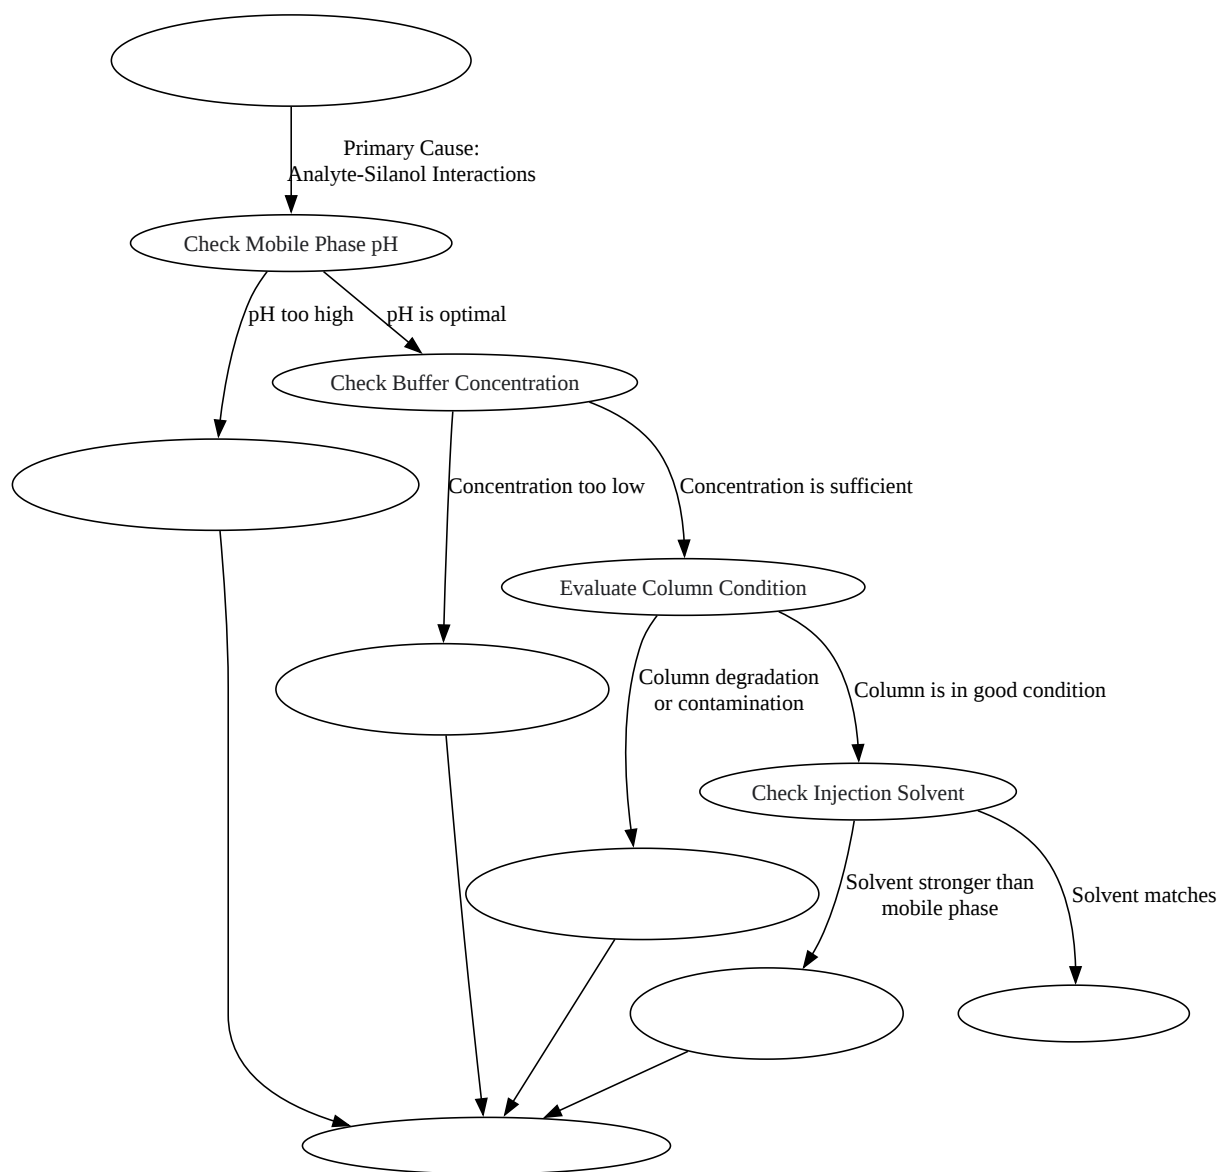 Primary Cause:
Analyte-Silanol Interactions
Check Mobile Phase pH
pH too high
pH is optimal
Check Buffer Concentration
Concentration too low
Concentration is sufficient
Evaluate Column Condition
Column degradation
or contamination
Column is in good condition
Check Injection Solvent
Solvent stronger than
mobile phase
Solvent matches